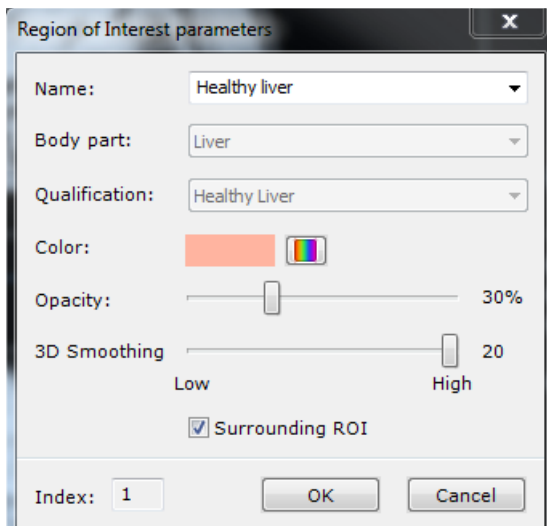 Region of Interest parameters x
Name: Healthy liver
Body part: Liver
Qualification: Healthy Liver
Color:
Opacity: 30%
3D Smoothing 20
Low High
Surrounding ROI
Index: 1 OK Cancel